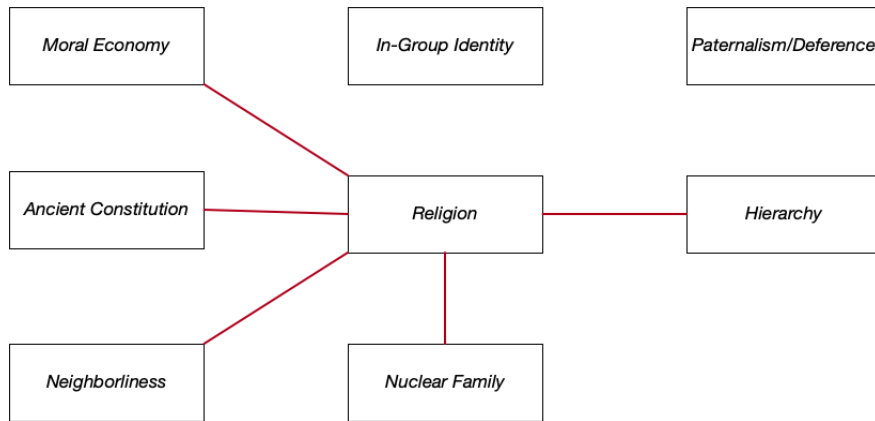 Moral Economy
In-Group Identity
Paternalism/Deference
Ancient Constitution
Religion
Hierarchy
Neighborliness
Nuclear Family